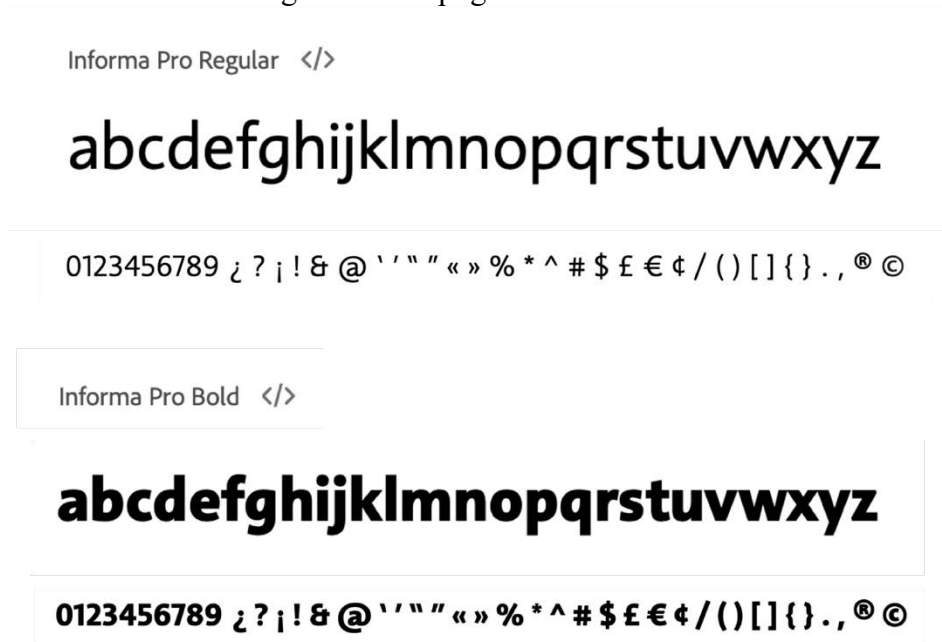 Informa Pro Regular </>
abcdefghijklmnopqrstuvwxyz
0123456789 ¿ ? ¡ ! & @ ‘ ’ “ ” « » % * ^ # $ £ € ¢ / ( ) [ ] { } . , ® ©
Informa Pro Bold </>
abcdefghijklmnopqrstuvwxyz
0123456789 ¿ ? ¡ ! & @ ‘ ’ “ ” « » % * ^ # $ £ € ¢ / ( ) [ ] { } . , ® ©